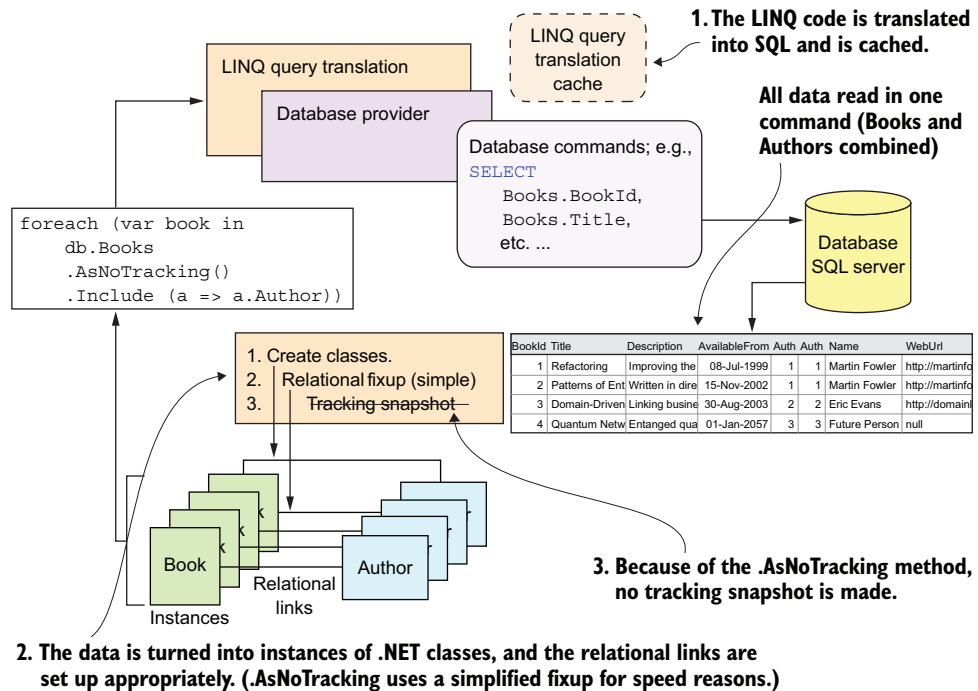 1. The LINQ code is translated
into SQL and is cached.
LINQ query
translation
cache
LINQ query translation
Database provider
Database commands; e.g.,
SELECT
Books.BookId,
Books.Title,
etc. ...
All data read in one
command (Books and
Authors combined)
Database
SQL server
foreach (var book in
db.Books
.AsNoTracking()
.Include (a => a.Author))
BookId Title Description AvailableFrom Auth Auth Name WebUrl
1 Refactoring Improving the 08-Jul-1999 1 1 Martin Fowler http://martinfo
2 Patterns of Ent Written in dire 15-Nov-2002 1 1 Martin Fowler http://martinfo
3 Domain-Driven Linking busine 30-Aug-2003 2 2 Eric Evans http://domainl
4 Quantum Netw Entanged qua 01-Jan-2057 3 3 Future Person null
1. Create classes.
2. Relational fixup (simple)
3. Tracking snapshot
k
k
k
r
r
r
Book
Author
Relational
links
Instances
3. Because of the .AsNoTracking method,
no tracking snapshot is made.
2. The data is turned into instances of .NET classes, and the relational links are
set up appropriately. (.AsNoTracking uses a simplified fixup for speed reasons.)